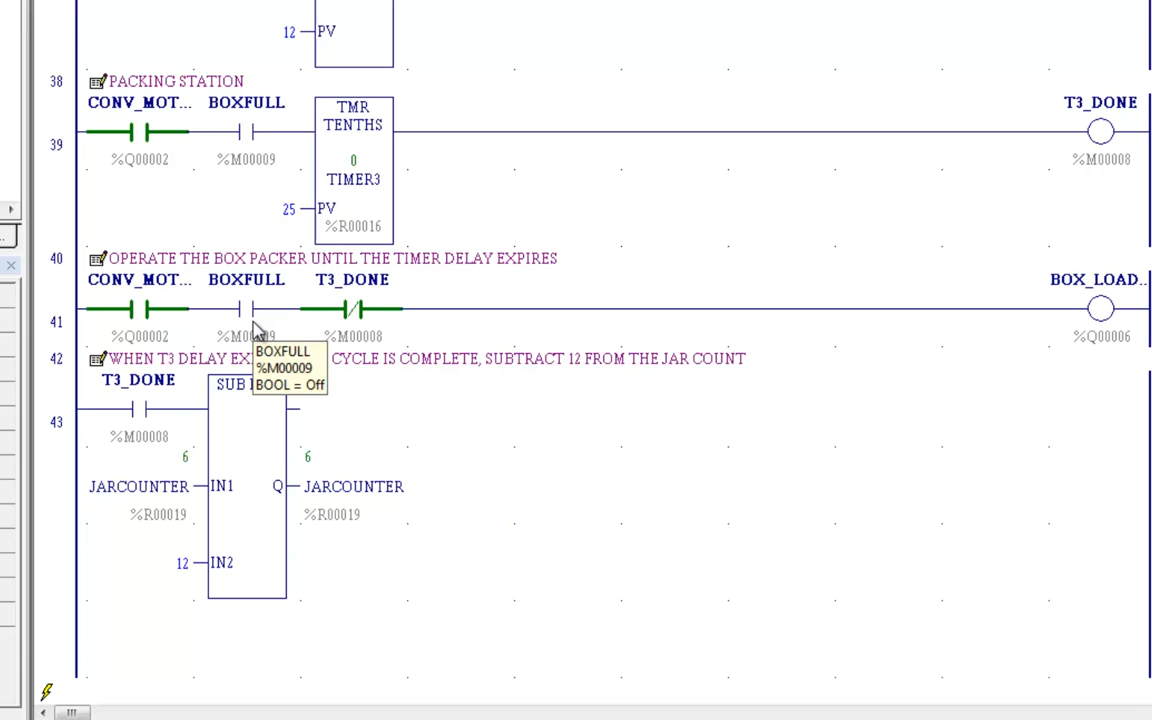 12 PV
38 PACKING STATION
CONV_MOT... BOXFULL TMR T3_DONE
TENTHS
39 %Q00002 %M00009 0 %M00008
TIMER3
25 PV
%R00016
40 OPERATE THE BOX PACKER UNTIL THE TIMER DELAY EXPIRES
CONV_MOT... BOXFULL T3_DONE BOX_LOAD..
41 %Q00002 %M00009 %M00008 %Q00006
BOXFULL
%M00009
BOOL = Off
42 WHEN T3 DELAY EX CYCLE IS COMPLETE, SUBTRACT 12 FROM THE JAR COUNT
T3_DONE SUB
43 %M00008
6 6
JARCOUNTER IN1 Q JARCOUNTER
%R00019 %R00019
12 IN2